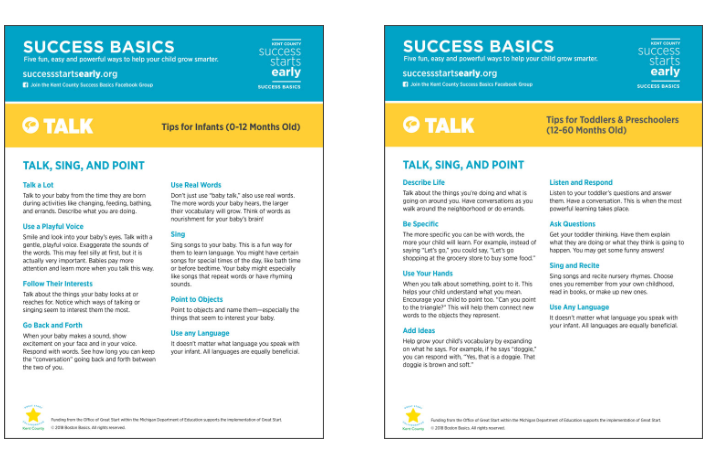 SUCCESS BASICS
Five fun, easy and powerful ways to help your child grow smarter.
successstartsearly.org
Join the Kent County Success Basics Facebook Group
KENT COUNTY
success
starts
early
SUCCESS BASICS
TALK
Tips for Infants (0-12 Months Old)
TALK, SING, AND POINT
Talk a Lot
Talk to your baby from the time they are born
during activities like changing, feeding, bathing,
and errands. Describe what you are doing.
Use a Playful Voice
Smile and look into your baby's eyes. Talk with a
gentle, playful voice. Exaggerate the sounds of
the words. This may feel silly at first, but it is
actually very important. Babies pay more
attention and learn more when you talk this way.
Follow Their Interests
Talk about the things your baby looks at or
reaches for. Notice which ways of talking or
singing seem to interest them the most.
Go Back and Forth
When your baby makes a sound, show
excitement on your face and in your voice.
Respond with words. See how long you can keep
the "conversation" going back and forth between
the two of you.
Use Real Words
Don't just use "baby talk," also use real words.
The more words your baby hears, the larger
their vocabulary will grow. Think of words as
nourishment for your baby's brain!
Sing
Sing songs to your baby. This is a fun way for
them to learn language. You might have certain
songs for special times of the day, like bath time
or before bedtime. Your baby might especially
like songs that repeat words or have rhyming
sounds.
Point to Objects
Point to objects and name them—especially the
things that seem to interest your baby.
Use any Language
It doesn't matter what language you speak with
your infant. All languages are equally beneficial.
Kent County
Funding from the Office of Great Start within the Michigan Department of Education supports the implementation of Great Start.
© 2018 Boston Basics. All rights reserved.
SUCCESS BASICS
Five fun, easy and powerful ways to help your child grow smarter.
successstartsearly.org
Join the Kent County Success Basics Facebook Group
KENT COUNTY
success
starts
early
SUCCESS BASICS
TALK
Tips for Toddlers & Preschoolers
(12-60 Months Old)
TALK, SING, AND POINT
Describe Life
Talk about the things you're doing and what is
going on around you. Have conversations as you
walk around the neighborhood or do errands.
Be Specific
The more specific you can be with words, the
more your child will learn. For example, instead of
saying "Let's go," you could say, "Let's go
shopping at the grocery store to buy some food."
Use Your Hands
When you talk about something, point to it. This
helps your child understand what you mean.
Encourage your child to point too. "Can you point
to the triangle?" This will help them connect new
words to the objects they represent.
Add Ideas
Help grow your child's vocabulary by expanding
on what he says. For example, if he says "doggie,"
you can respond with, "Yes, that is a doggie. That
doggie is brown and soft."
Listen and Respond
Listen to your toddler's questions and answer
them. Have a conversation. This is when the most
powerful learning takes place.
Ask Questions
Get your toddler thinking. Have them explain
what they are doing or what they think is going to
happen. You may get some funny answers!
Sing and Recite
Sing songs and recite nursery rhymes. Choose
ones you remember from your own childhood,
read in books, or make up new ones.
Use Any Language
It doesn't matter what language you speak with
your infant. All languages are equally beneficial.
Kent County
Funding from the Office of Great Start within the Michigan Department of Education supports the implementation of Great Start.
© 2018 Boston Basics. All rights reserved.